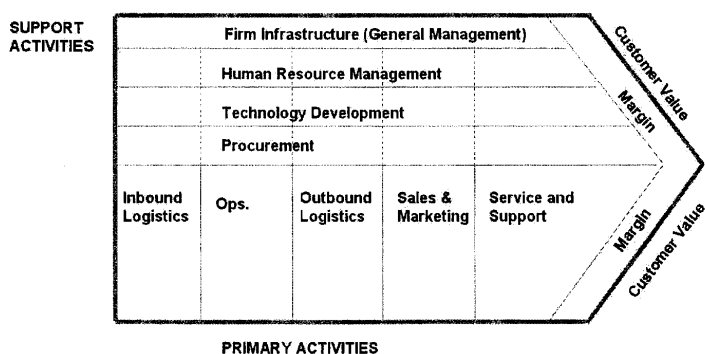 SUPPORT
ACTIVITIES
Firm Infrastructure (General Management)
Human Resource Management
Technology Development
Procurement
Inbound
Logistics
Ops.
Outbound
Logistics
Sales &
Marketing
Service and
Support
Customer Value
Margin
Margin
Customer Value
PRIMARY ACTIVITIES